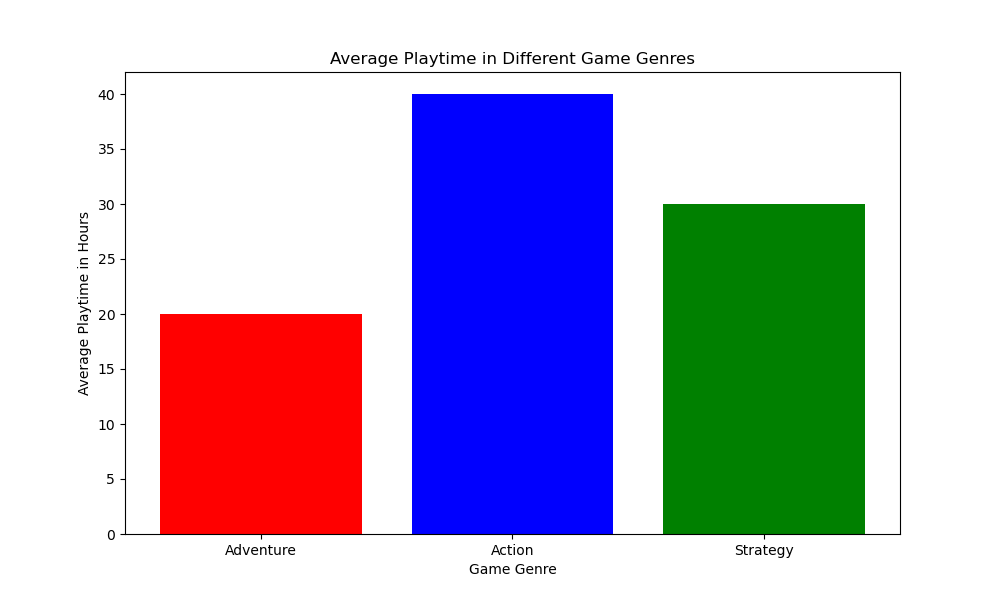 Average Playtime in Different Game Genres
Average Playtime in Hours
40
35
30
25
20
15
10
5
0
Adventure Action Strategy
Game Genre